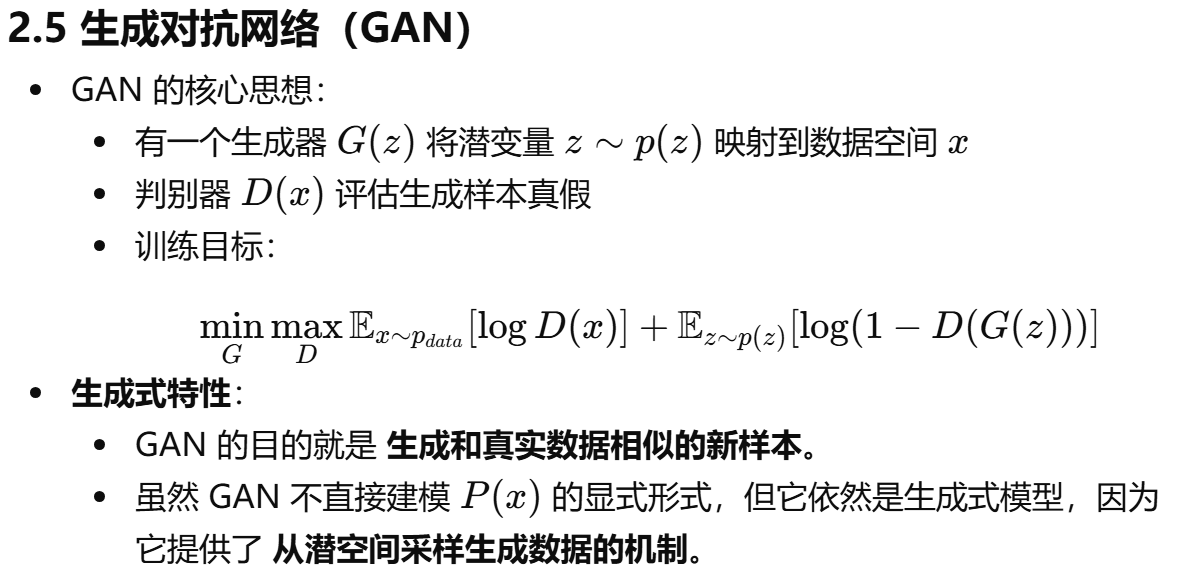 2.5 生成对抗网络（GAN）
• GAN 的核心思想：
• 有一个生成器 G(z) 将潜变量 z ∼ p(z) 映射到数据空间 x
• 判别器 D(x) 评估生成样本真假
• 训练目标：
min_G max_D 𝔼_{x∼p_{data}}[log D(x)] + 𝔼_{z∼p(z)}[log(1 − D(G(z)))]
• 生成式特性：
• GAN 的目的就是 生成和真实数据相似的新样本。
• 虽然 GAN 不直接建模 P(x) 的显式形式，但它依然是生成式模型，因为
它提供了 从潜空间采样生成数据的机制。